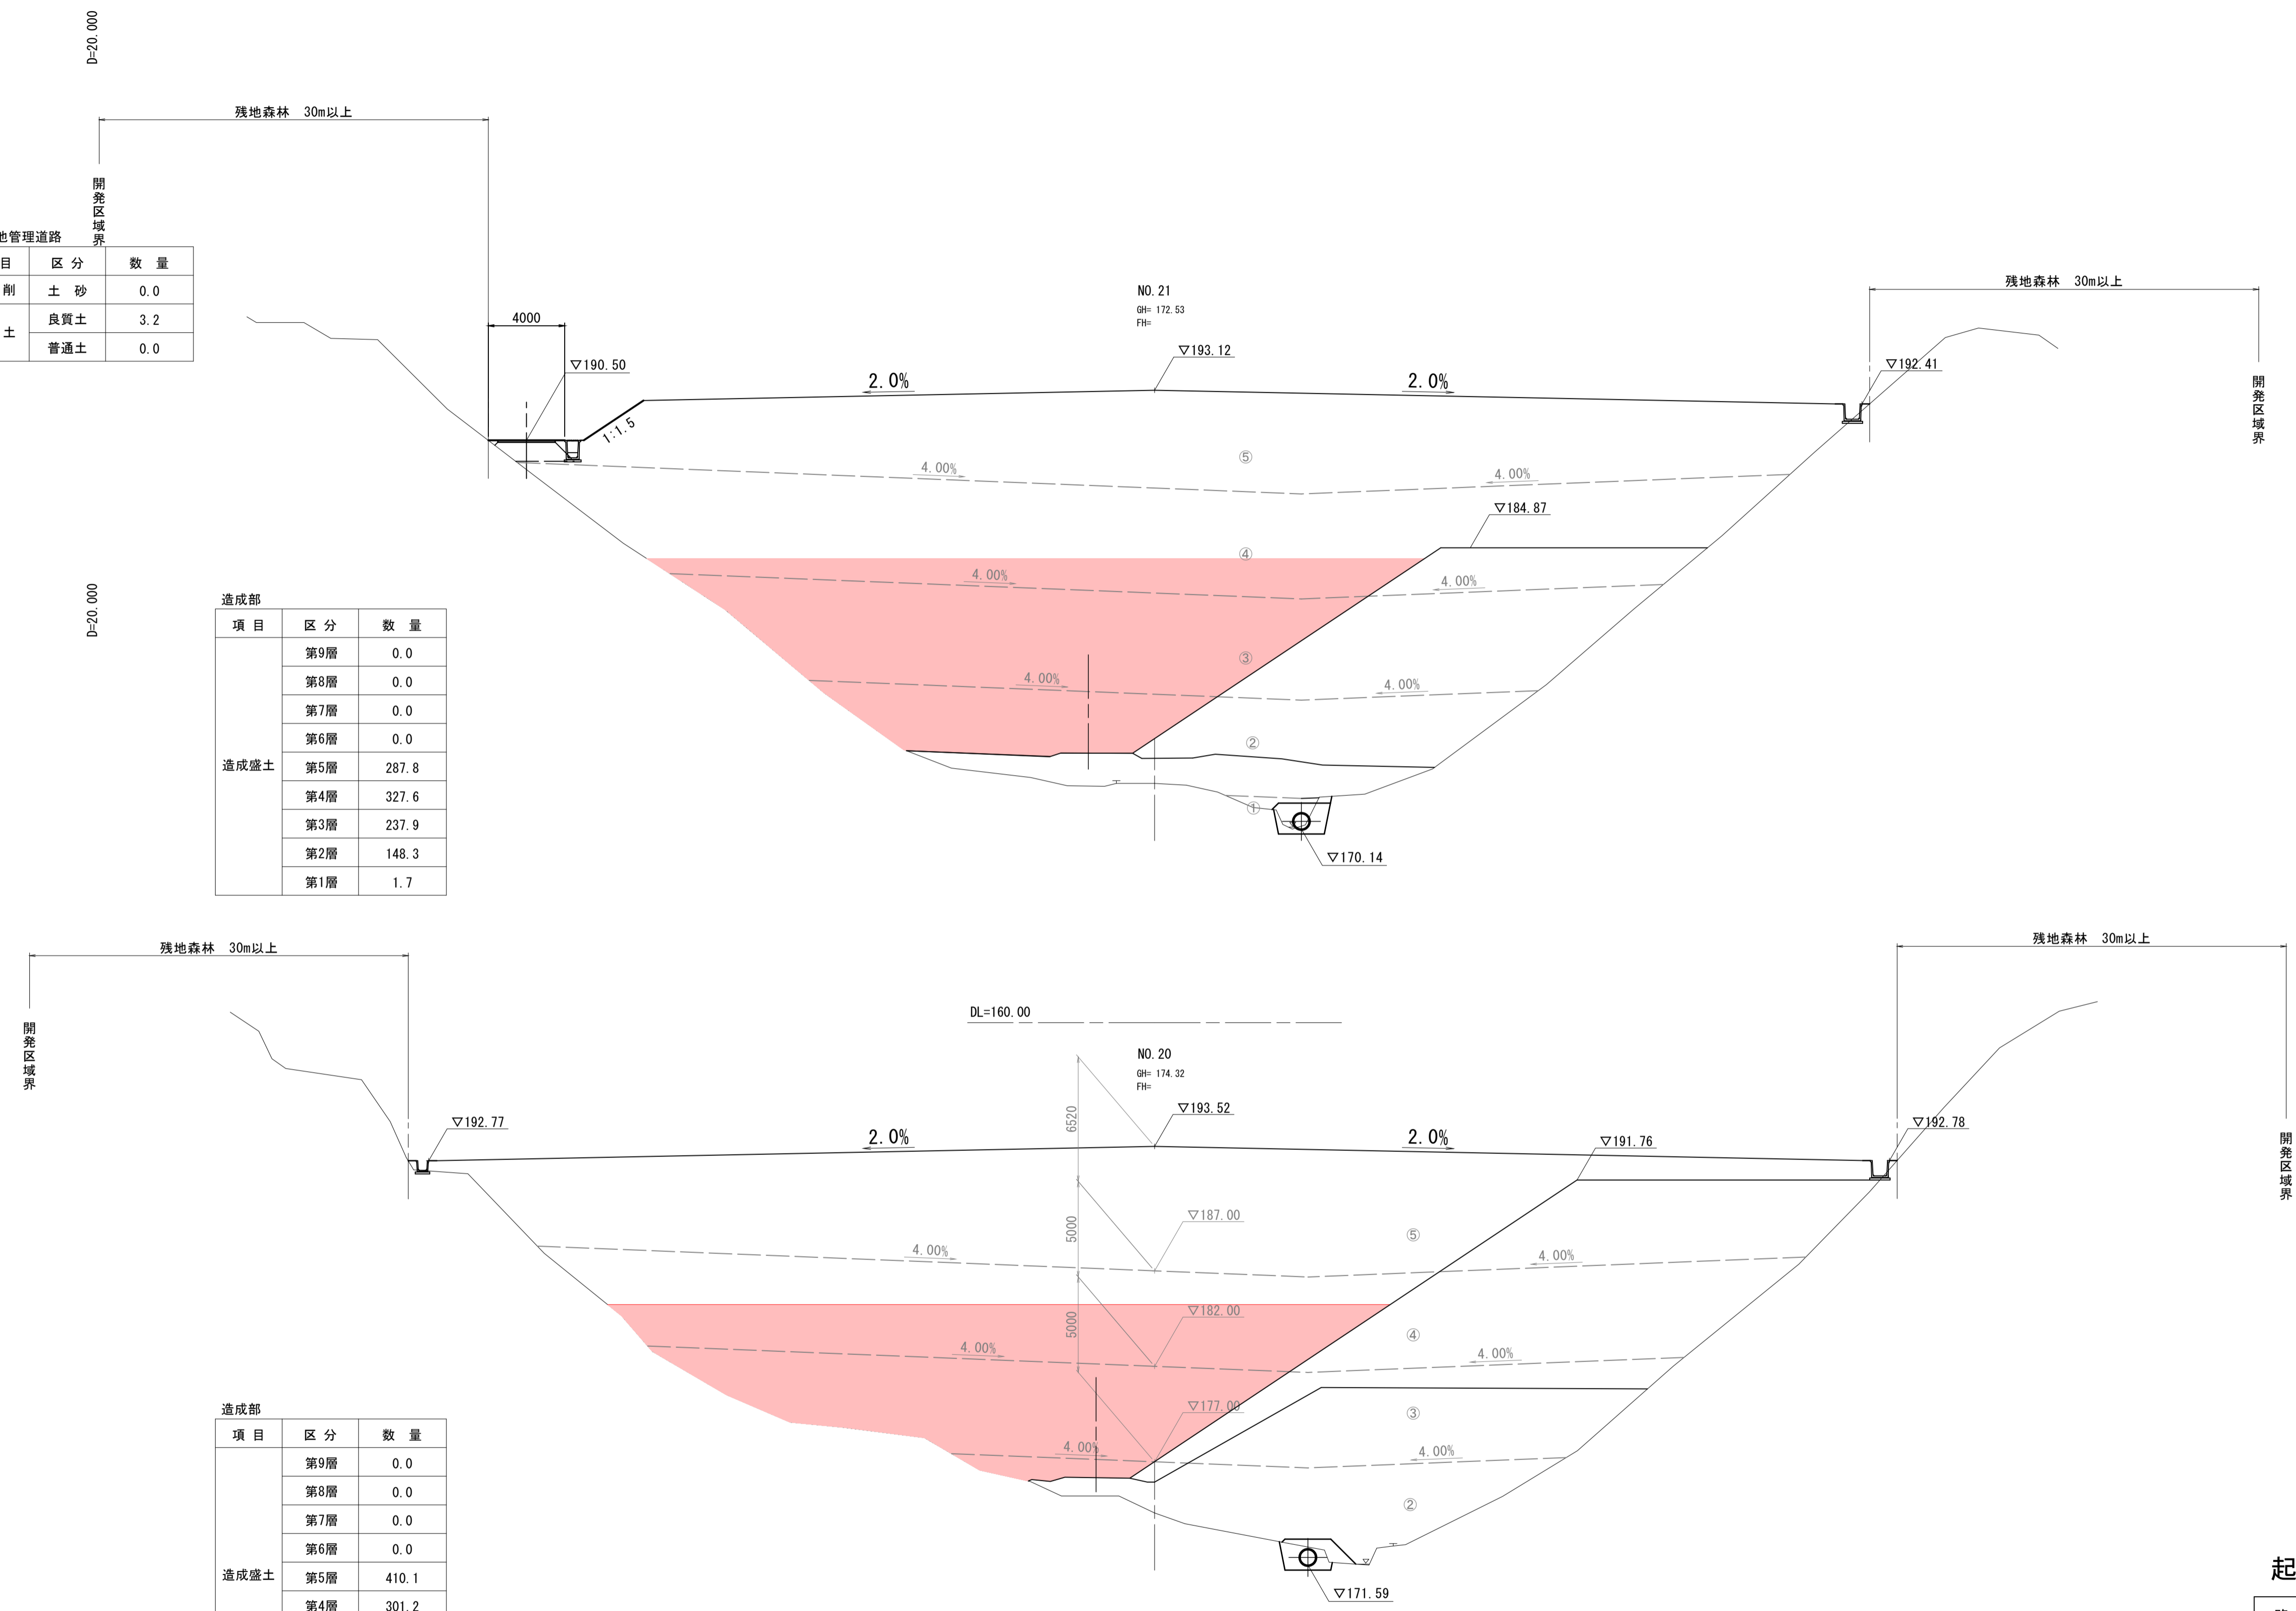 D=20.000
残地森林　30m以上
開発区域界
地管理道路
目 区 分 数　量
削 土　砂 0.0
土 良質土 3.2
普通土 0.0
4000
▽190.50
1:1.5
2.0%
NO.21
GH= 172.53
FH=
▽193.12
2.0%
残地森林　30m以上
▽192.41
開発区域界
4.00%
⑤
4.00%
▽184.87
④
4.00%
4.00%
③
4.00%
4.00%
②
①
▽170.14
D=20.000
造成部
項 目 区 分 数　量
造成盛土
第9層 0.0
第8層 0.0
第7層 0.0
第6層 0.0
第5層 287.8
第4層 327.6
第3層 237.9
第2層 148.3
第1層 1.7
残地森林　30m以上
開発区域界
DL=160.00
NO.20
GH= 174.32
FH=
▽192.77
2.0%
6520
▽193.52
2.0%
▽191.76
残地森林　30m以上
▽192.78
開発区域界
5000
▽187.00
⑤
4.00%
4.00%
5000
▽182.00
④
4.00%
4.00%
▽177.00
③
4.00%
4.00%
②
▽171.59
造成部
項 目 区 分 数　量
造成盛土
第9層 0.0
第8層 0.0
第7層 0.0
第6層 0.0
第5層 410.1
第4層 301.2
起